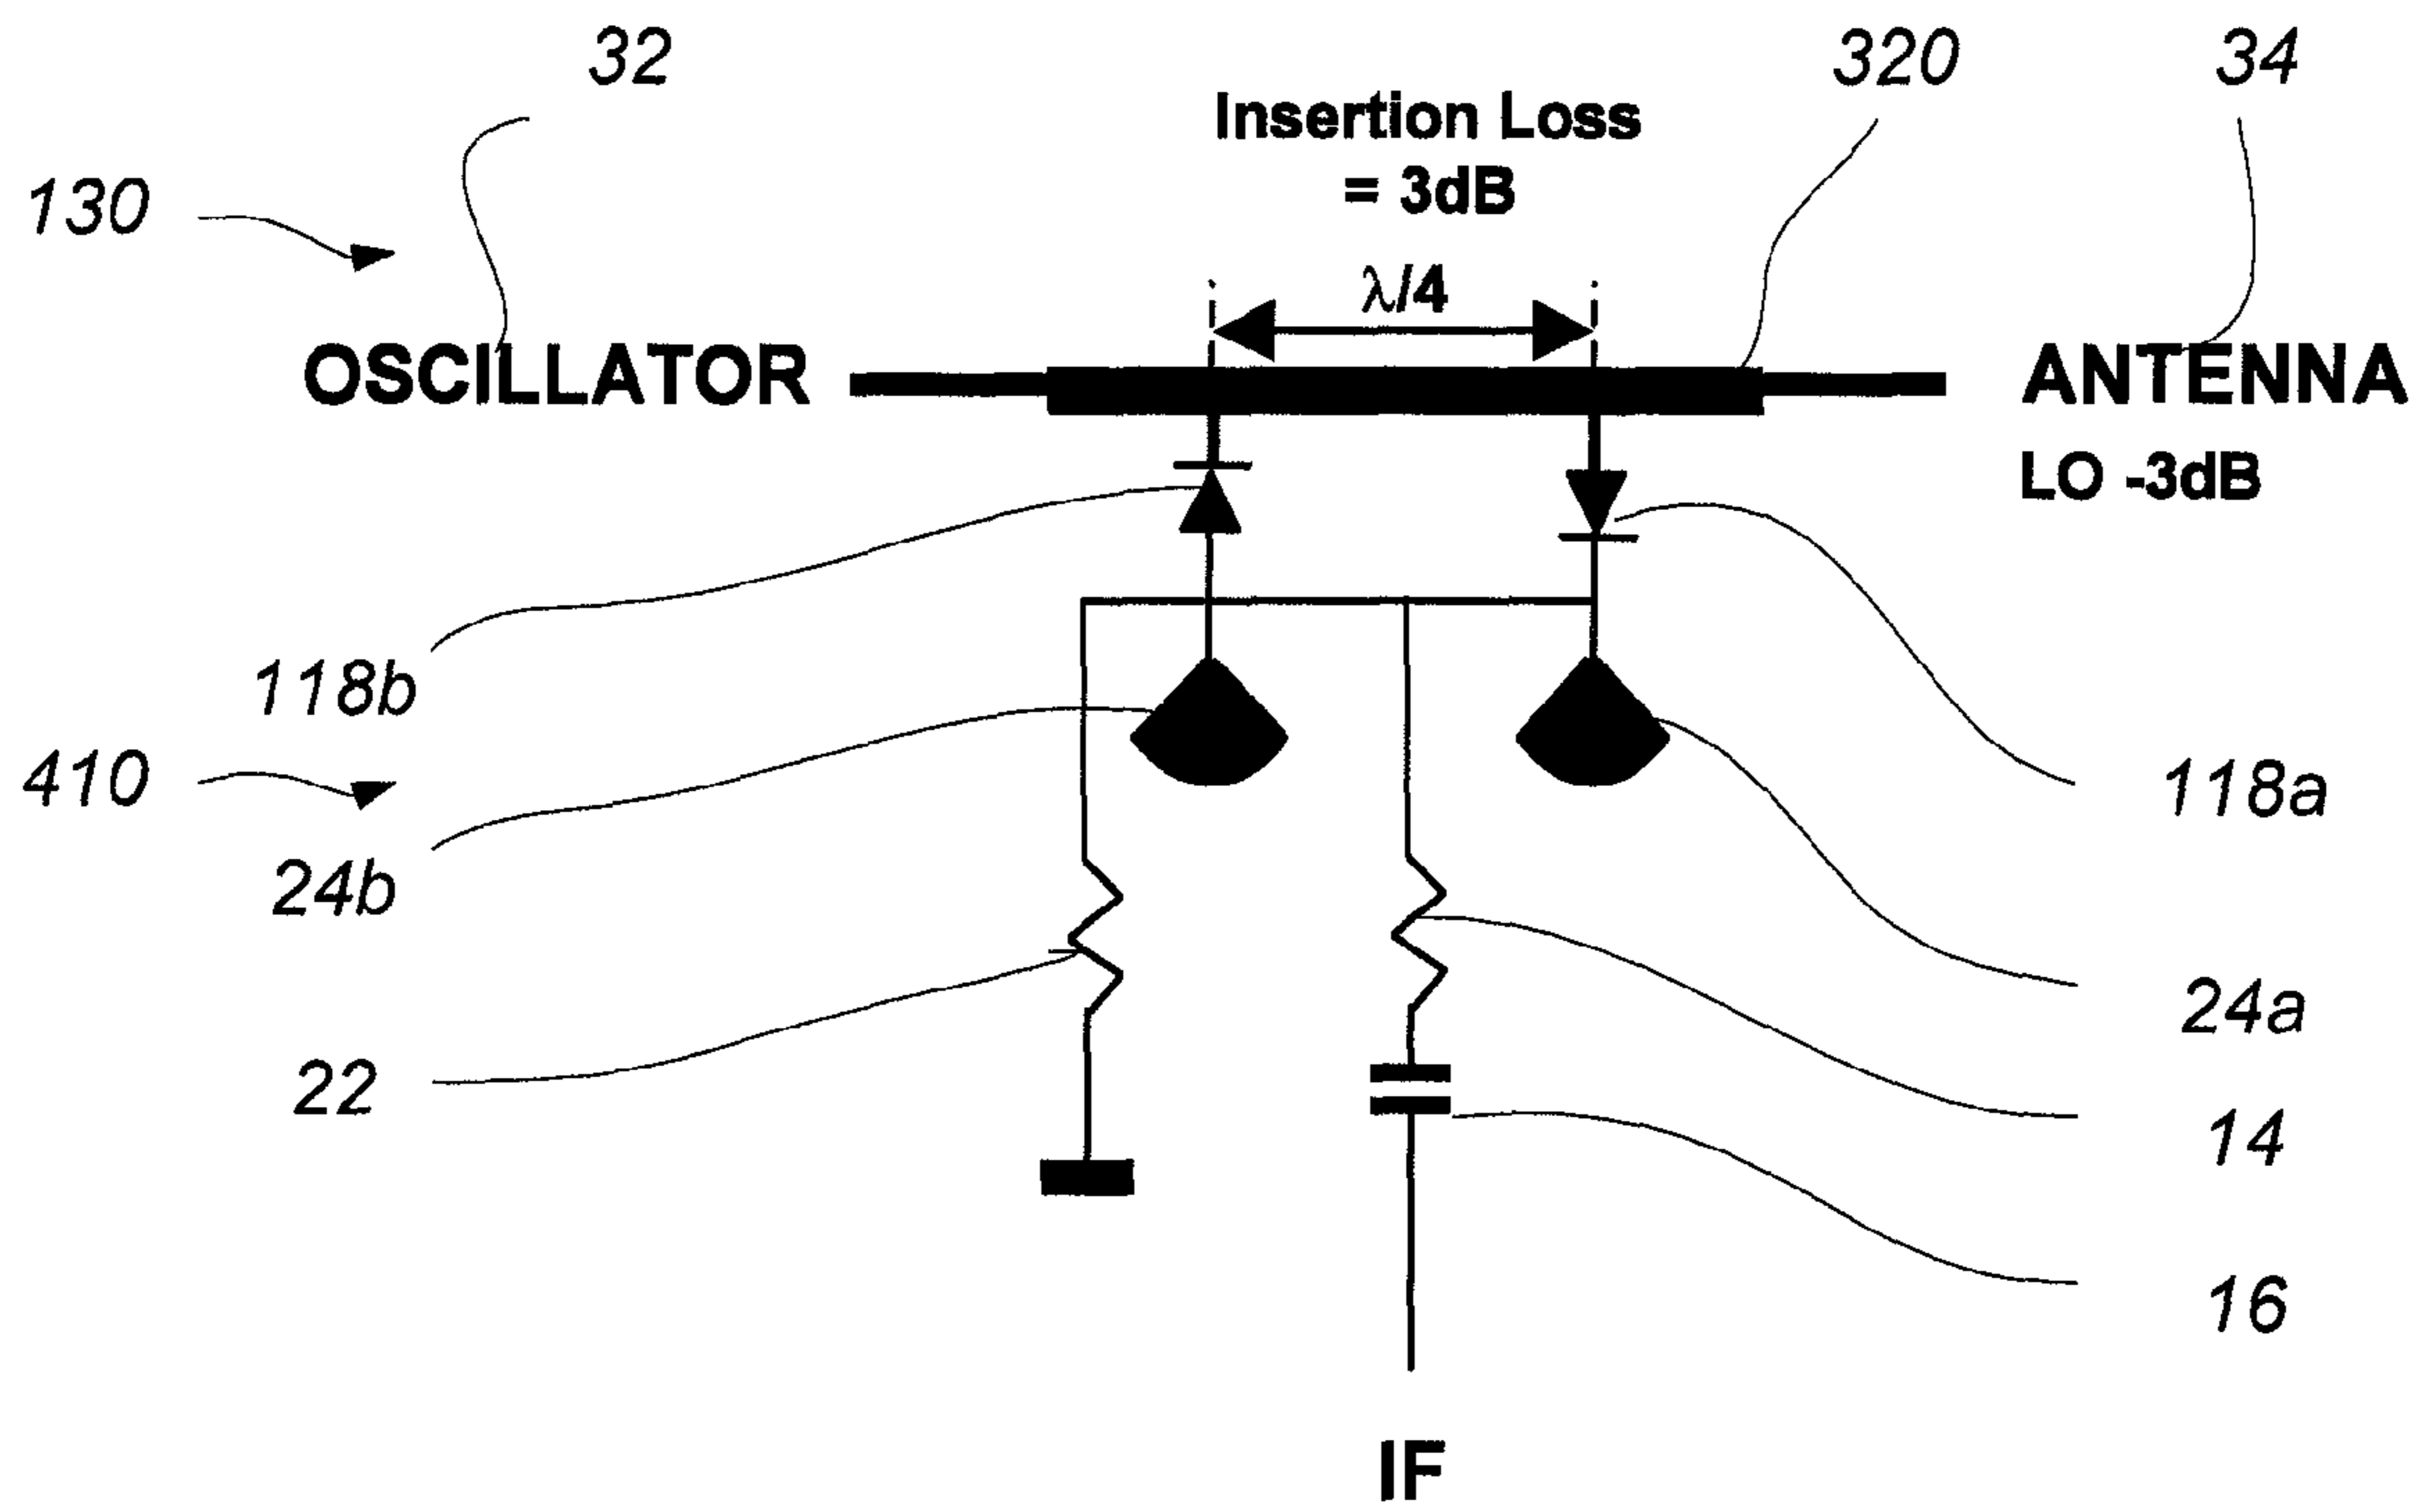 32
320
34
Insertion Loss
= 3dB
130
λ/4
OSCILLATOR
ANTENNA
LO -3dB
118b
410
118a
24b
24a
22
14
16
IF